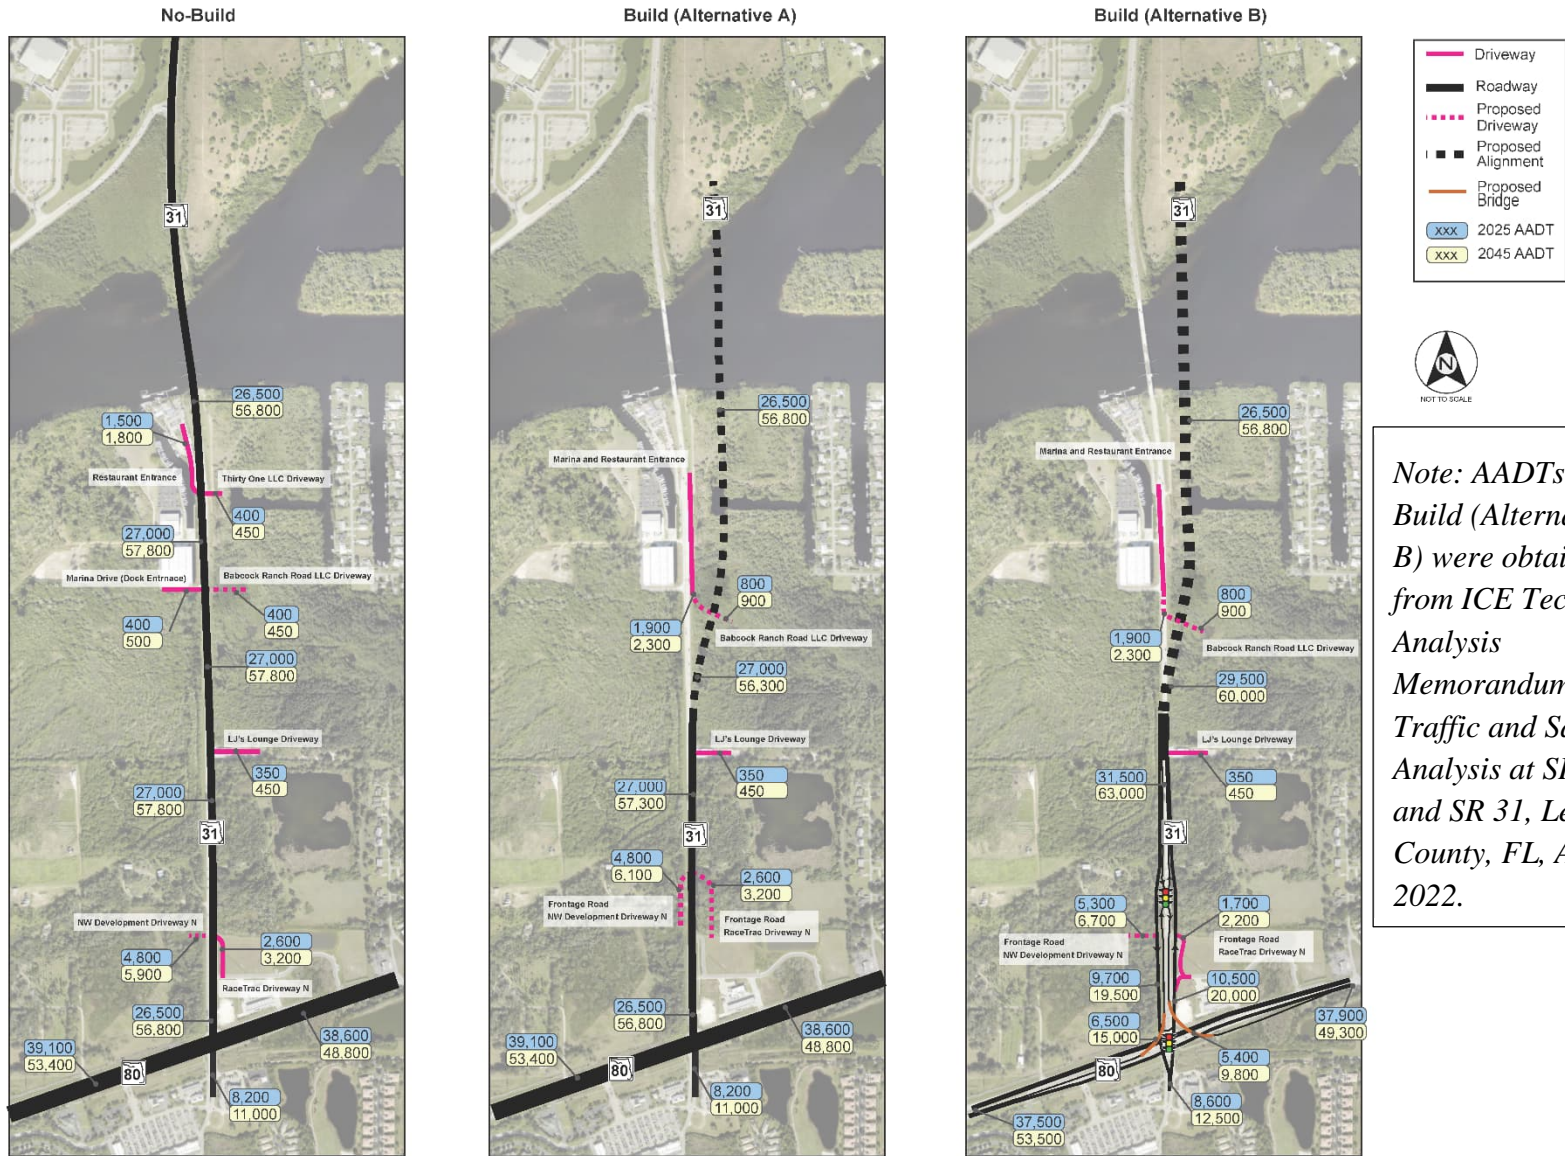 No-Build
31
26,500
56,800
1,500
1,800
Restaurant Entrance
Thirty One LLC Driveway
400
450
27,000
57,800
Marina Drive (Dock Entrnace)
Babcock Ranch Road LLC Driveway
400
500
400
450
27,000
57,800
LJ's Lounge Driveway
350
450
27,000
57,800
31
NW Development Driveway N
4,800
5,900
2,600
3,200
RaceTrac Driveway N
26,500
56,800
39,100
53,400
38,600
48,800
80
8,200
11,000
Build (Alternative A)
31
26,500
56,800
Marina and Restaurant Entrance
800
900
1,900
2,300
Babcock Ranch Road LLC Driveway
27,000
56,300
LJ's Lounge Driveway
350
450
27,000
57,300
31
4,800
6,100
2,600
3,200
Frontage Road
NW Development Driveway N
Frontage Road
RaceTrac Driveway N
26,500
56,800
39,100
53,400
38,600
48,800
80
8,200
11,000
Build (Alternative B)
31
26,500
56,800
Marina and Restaurant Entrance
800
900
1,900
2,300
Babcock Ranch Road LLC Driveway
29,500
60,000
LJ's Lounge Driveway
31,500
63,000
350
450
31
5,300
6,700
1,700
2,200
Frontage Road
NW Development Driveway N
Frontage Road
RaceTrac Driveway N
9,700
19,500
10,500
20,000
6,500
15,000
37,900
49,300
5,400
9,800
80
8,600
12,500
37,500
53,500
Driveway
Roadway
Proposed
Driveway
Proposed
Alignment
Proposed
Bridge
XXX 2025 AADT
XXX 2045 AADT
N
NOT TO SCALE
Note: AADTs
Build (Alterna
B) were obtai
from ICE Tec
Analysis
Memorandum
Traffic and Sa
Analysis at SI
and SR 31, Le
County, FL, A
2022.